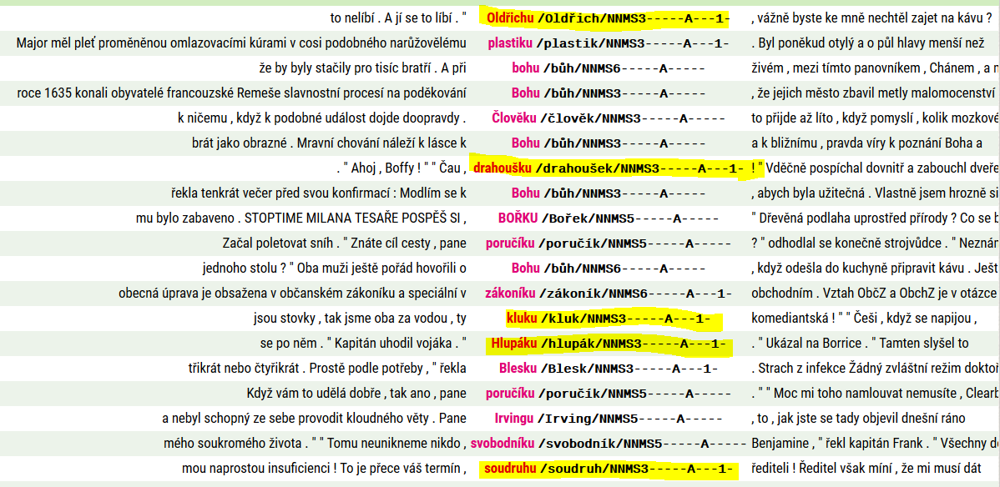 to nelíbí . A jí se to líbí . " Oldřichu /Oldřich/NNMS3-----A---1- , vážně byste ke mně nechtěl zajet na kávu ?
Major měl pleť proměněnou omlazovacími kúrami v cosi podobného narůžovělému plastiku /plastik/NNMS3-----A---1- . Byl poněkud otylý a o půl hlavy menší než
že by byly stačily pro tisíc bratří . A při bohu /bůh/NNMS6-----A----- živém , mezi tímto panovníkem , Chánem , a
roce 1635 konali obyvatelé francouzské Remeše slavnostní procesí na poděkování Bohu /bůh/NNMS3-----A----- , že jejich město zbavil metly malomocenství
k ničemu , když k podobné událost dojde doopravdy . Člověku /člověk/NNMS3-----A----- to přijde až líto , když pomyslí , kolik mozkové
brát jako obrazné . Mravní chování náleží k lásce k Bohu /bůh/NNMS3-----A----- a k bližnímu , pravda víry k poznání Boha a
. " Ahoj , Boffy ! " " Čau , drahoušku /drahoušek/NNMS3-----A---1- ! " Vděčně pospíchal dovnitř a zabouchl dveře
řekla tenkrát večer před svou konfirmací : Modlím se k Bohu /bůh/NNMS3-----A----- , abych byla užitečná . Vlastně jsem hrozně si
mu bylo zabaveno . STOPTIME MILANA TESAŘE POSPĚŠ SI , BOŘKU /Bořek/NNMS5-----A----- " Dřevěná podlaha uprostřed přírody ? Co se
Začal poletovat sníh . " Znáte cíl cesty , pane poručíku /poručík/NNMS5-----A----- ? " odhodlal se konečně strojvůdce . " Neznám
jednoho stolu ? " Oba muži ještě pořád hovořili o Bohu /bůh/NNMS6-----A----- , když odešla do kuchyně připravit kávu . Ješt
obecná úprava je obsažena v občanském zákoníku a speciální v zákoníku /zákoník/NNMS6-----A---1- obchodním . Vztah ObčZ a ObchZ je v otázce
jsou stovky , tak jsme oba za vodou , ty kluku /kluk/NNMS3-----A---1- komediantská ! " " Češi , když se napijou ,
se po něm . " Kapitán uhodil vojáka . " Hlupáku /hlupák/NNMS3-----A---1- . " Ukázal na Borrice . " Tamten slyšel to
třikrát nebo čtyřikrát . Prostě podle potřeby , " řekla Blesku /Blesk/NNMS3-----A---1- . Strach z infekce Žádný zvláštní režim doktoř
Když vám to udělá dobře , tak ano , pane poručíku /poručík/NNMS5-----A----- . " " Moc mi toho namlouvat nemusíte , Clearb
a nebyl schopný ze sebe provodit kloudného věty . Pane Irvingu /Irving/NNMS5-----A----- , to , jak jste se tady objevil dnešní ráno
mého soukromého života . " " Tomu neunikneme nikdo , svobodníku /svobodník/NNMS5-----A----- Benjamine , " řekl kapitán Frank . " Všechny
mou naprostou insuficienci ! To je přece váš termín , soudruhu /soudruh/NNMS3-----A---1- řediteli ! Ředitel však míní , že mi musí dát